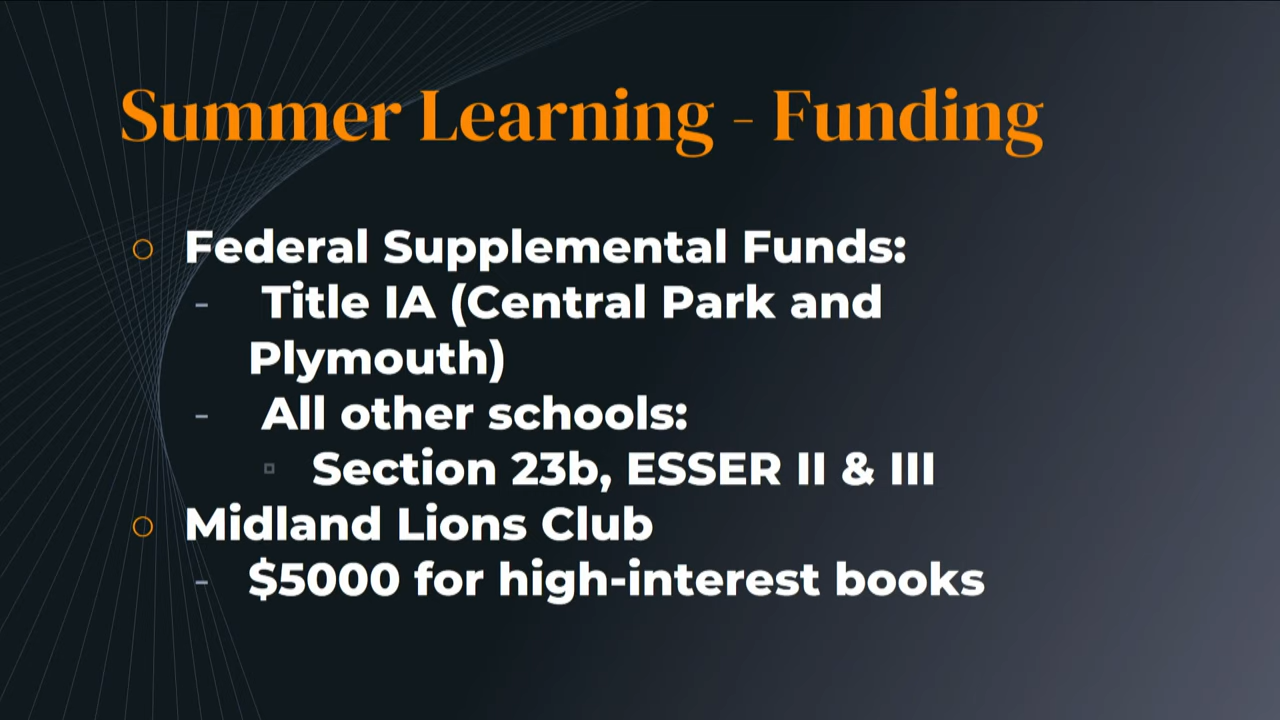 Summer Learning - Funding
Federal Supplemental Funds:
- Title IA (Central Park and
Plymouth)
- All other schools:
Section 23b, ESSER II & III
Midland Lions Club
- $5000 for high-interest books